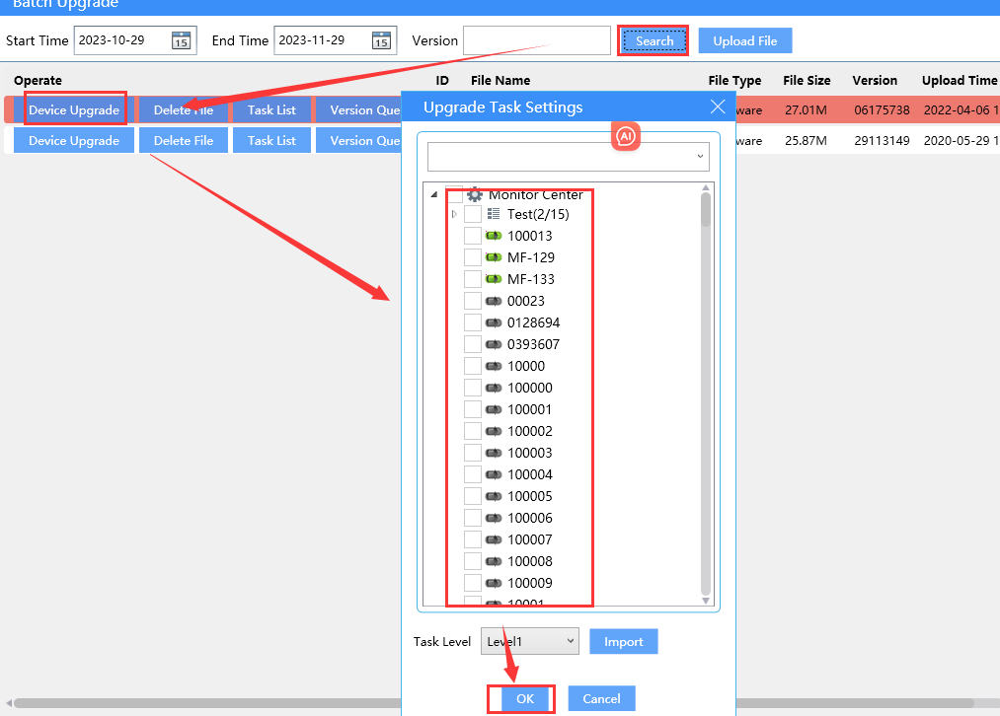 Batch Upgrade
Start Time 2023-10-29 15 End Time 2023-11-29 15 Version Search Upload File
Operate ID File Name File Type File Size Version Upload Time
Device Upgrade Delete File Task List Version Que ware 27.01M 06175738 2022-04-06 1
Device Upgrade Delete File Task List Version Que ware 25.87M 29113149 2020-05-29 1
Upgrade Task Settings
AI
Monitor Center
Test(2/15)
100013
MF-129
MF-133
00023
0128694
0393607
10000
100000
100001
100002
100003
100004
100005
100006
100007
100008
100009
10001
Task Level Level1 Import
OK Cancel